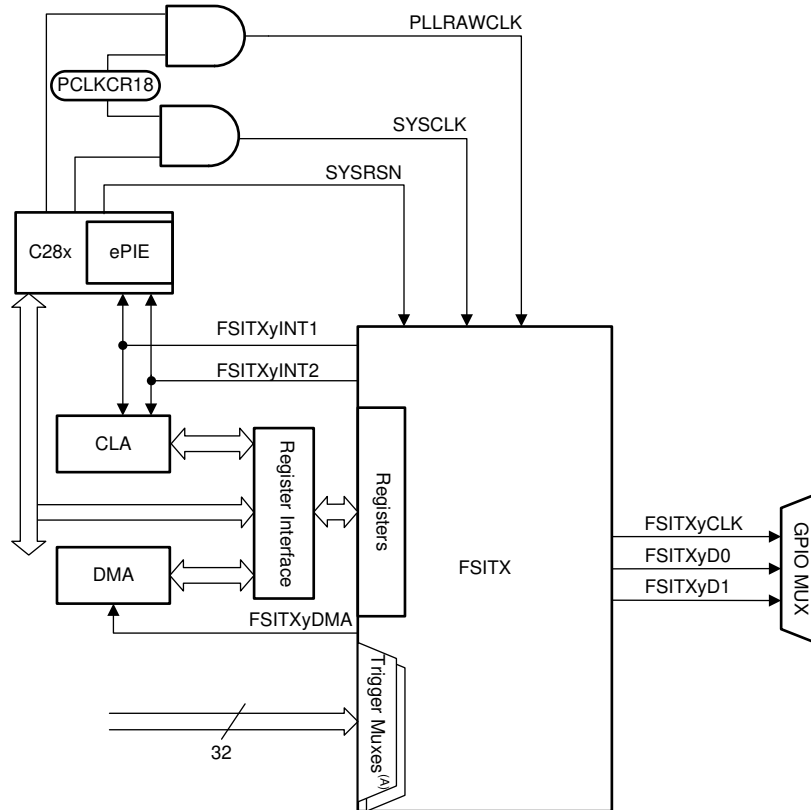 PLLRAWCLK
PCLKCR18
SYSCLK
SYSRSN
C28x
ePIE
FSITXyINT1
FSITXyINT2
CLA
Register Interface
Registers
FSITX
FSITXyCLK
FSITXyD0
FSITXyD1
GPIO MUX
DMA
FSITXyDMA
Trigger Muxes(A)
32